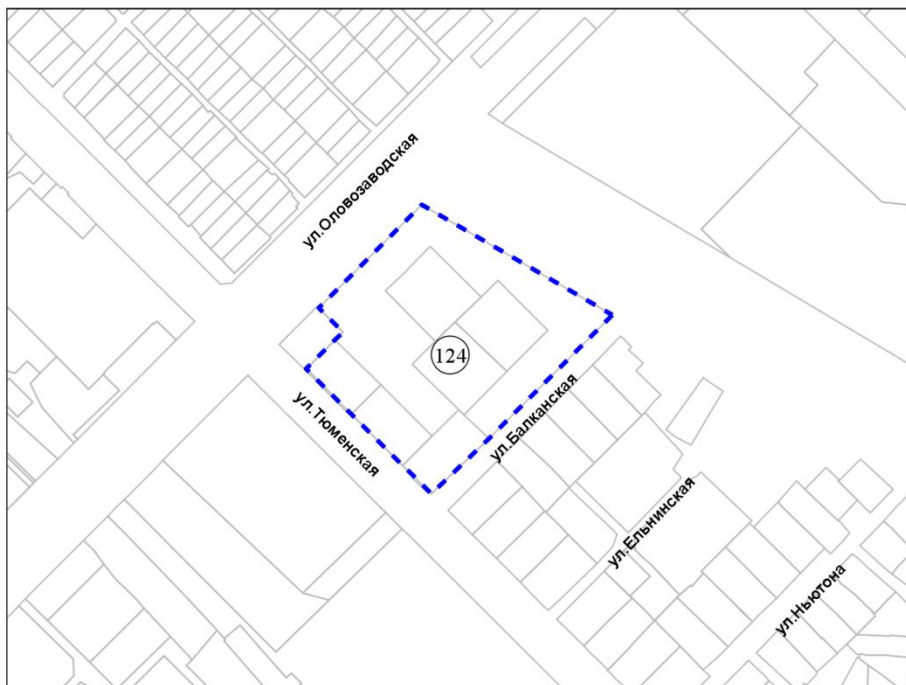 ул.Оловозаводская
124
ул.Тюменская
ул.Балканская
ул.Ельнинская
ул.Ньютона